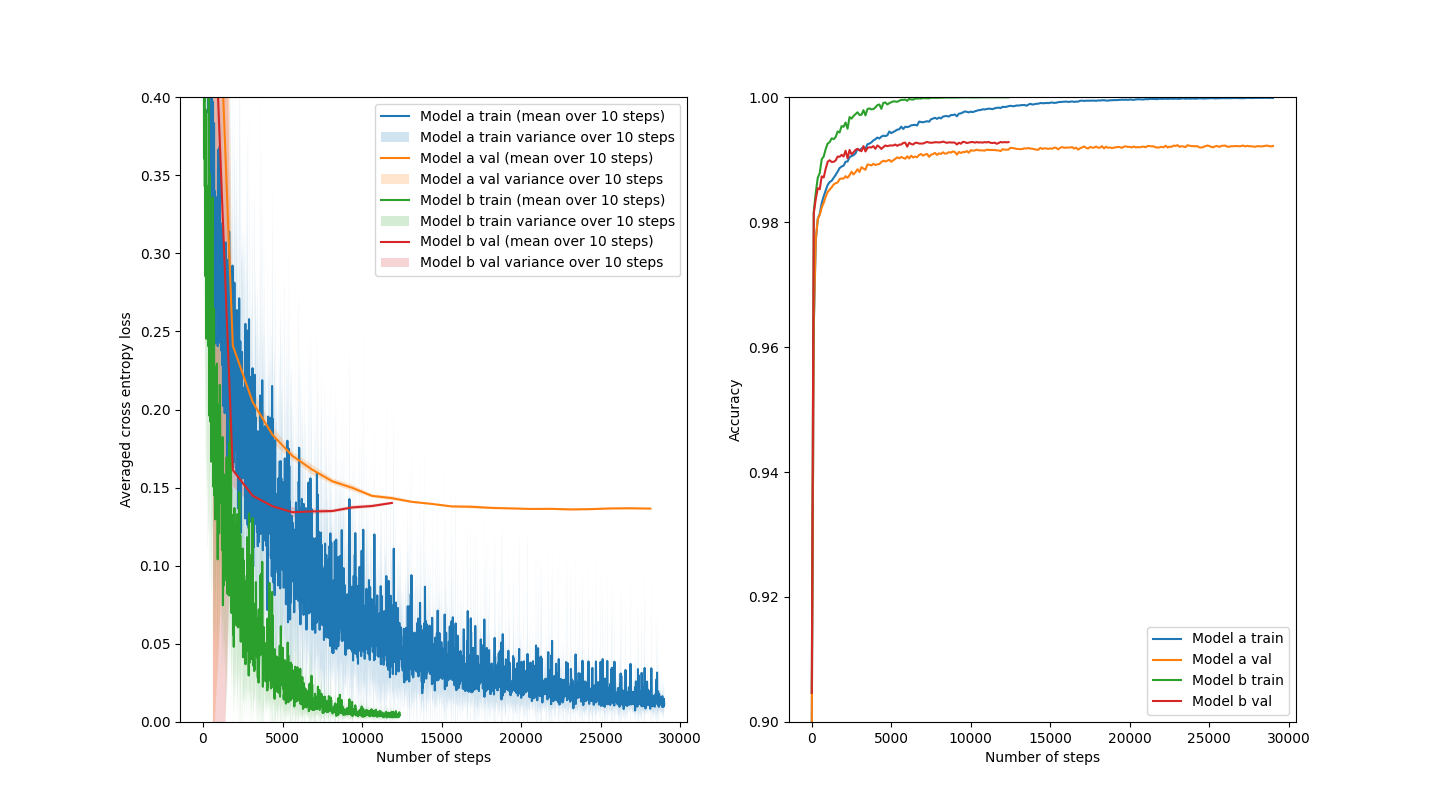 0.40
0.35
0.30
0.25
0.20
0.15
0.10
0.05
0.00
Averaged cross entropy loss
0
5000
10000
15000
20000
25000
30000
Number of steps
Model a train (mean over 10 steps)
Model a train variance over 10 steps
Model a val (mean over 10 steps)
Model a val variance over 10 steps
Model b train (mean over 10 steps)
Model b train variance over 10 steps
Model b val (mean over 10 steps)
Model b val variance over 10 steps
1.00
0.98
0.96
0.94
0.92
0.90
Accuracy
0
5000
10000
15000
20000
25000
30000
Number of steps
Model a train
Model a val
Model b train
Model b val